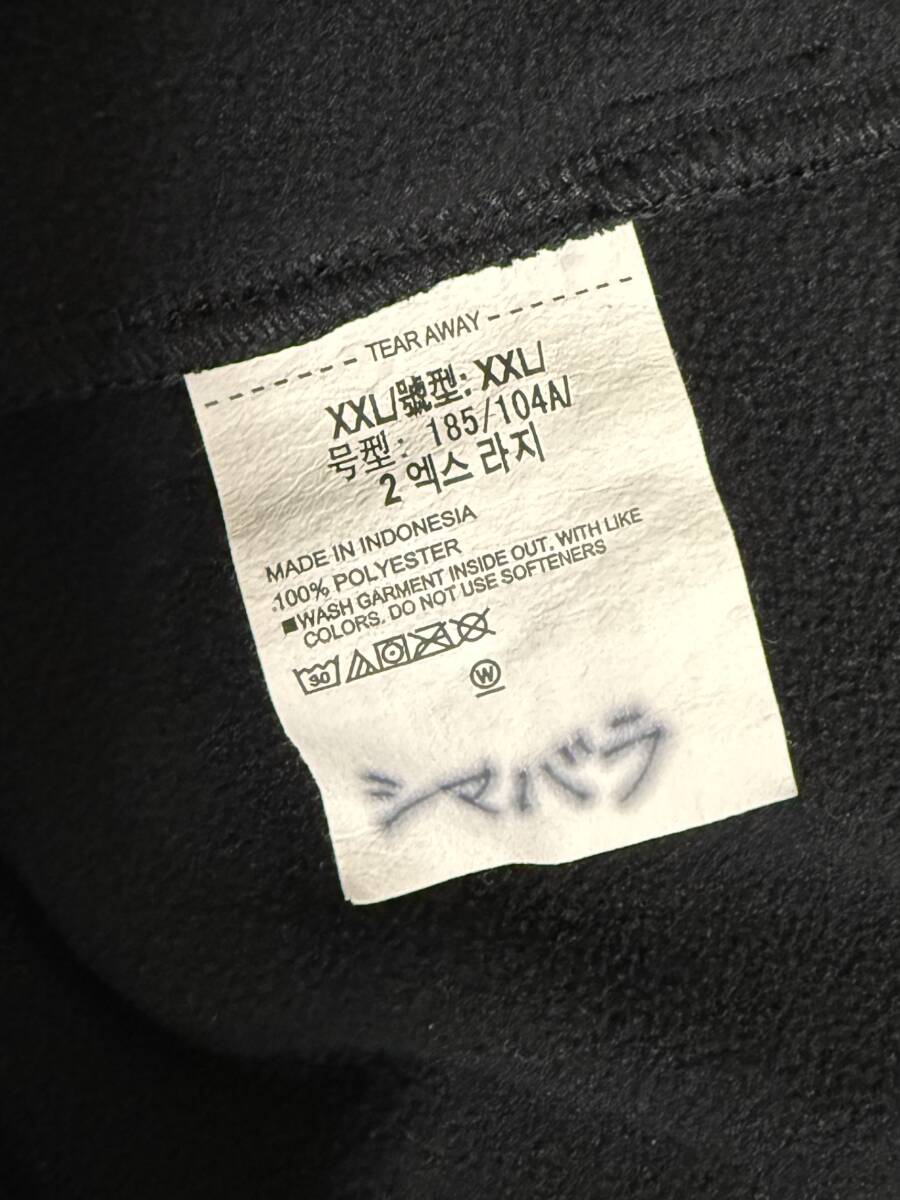 TEAR AWAY
XXL/號型: XXL/
号型: 185/104A/
2 엑스 라지
MADE IN INDONESIA
100% POLYESTER
■WASH GARMENT INSIDE OUT, WITH LIKE
COLORS. DO NOT USE SOFTENERS
30
W
シマバラ